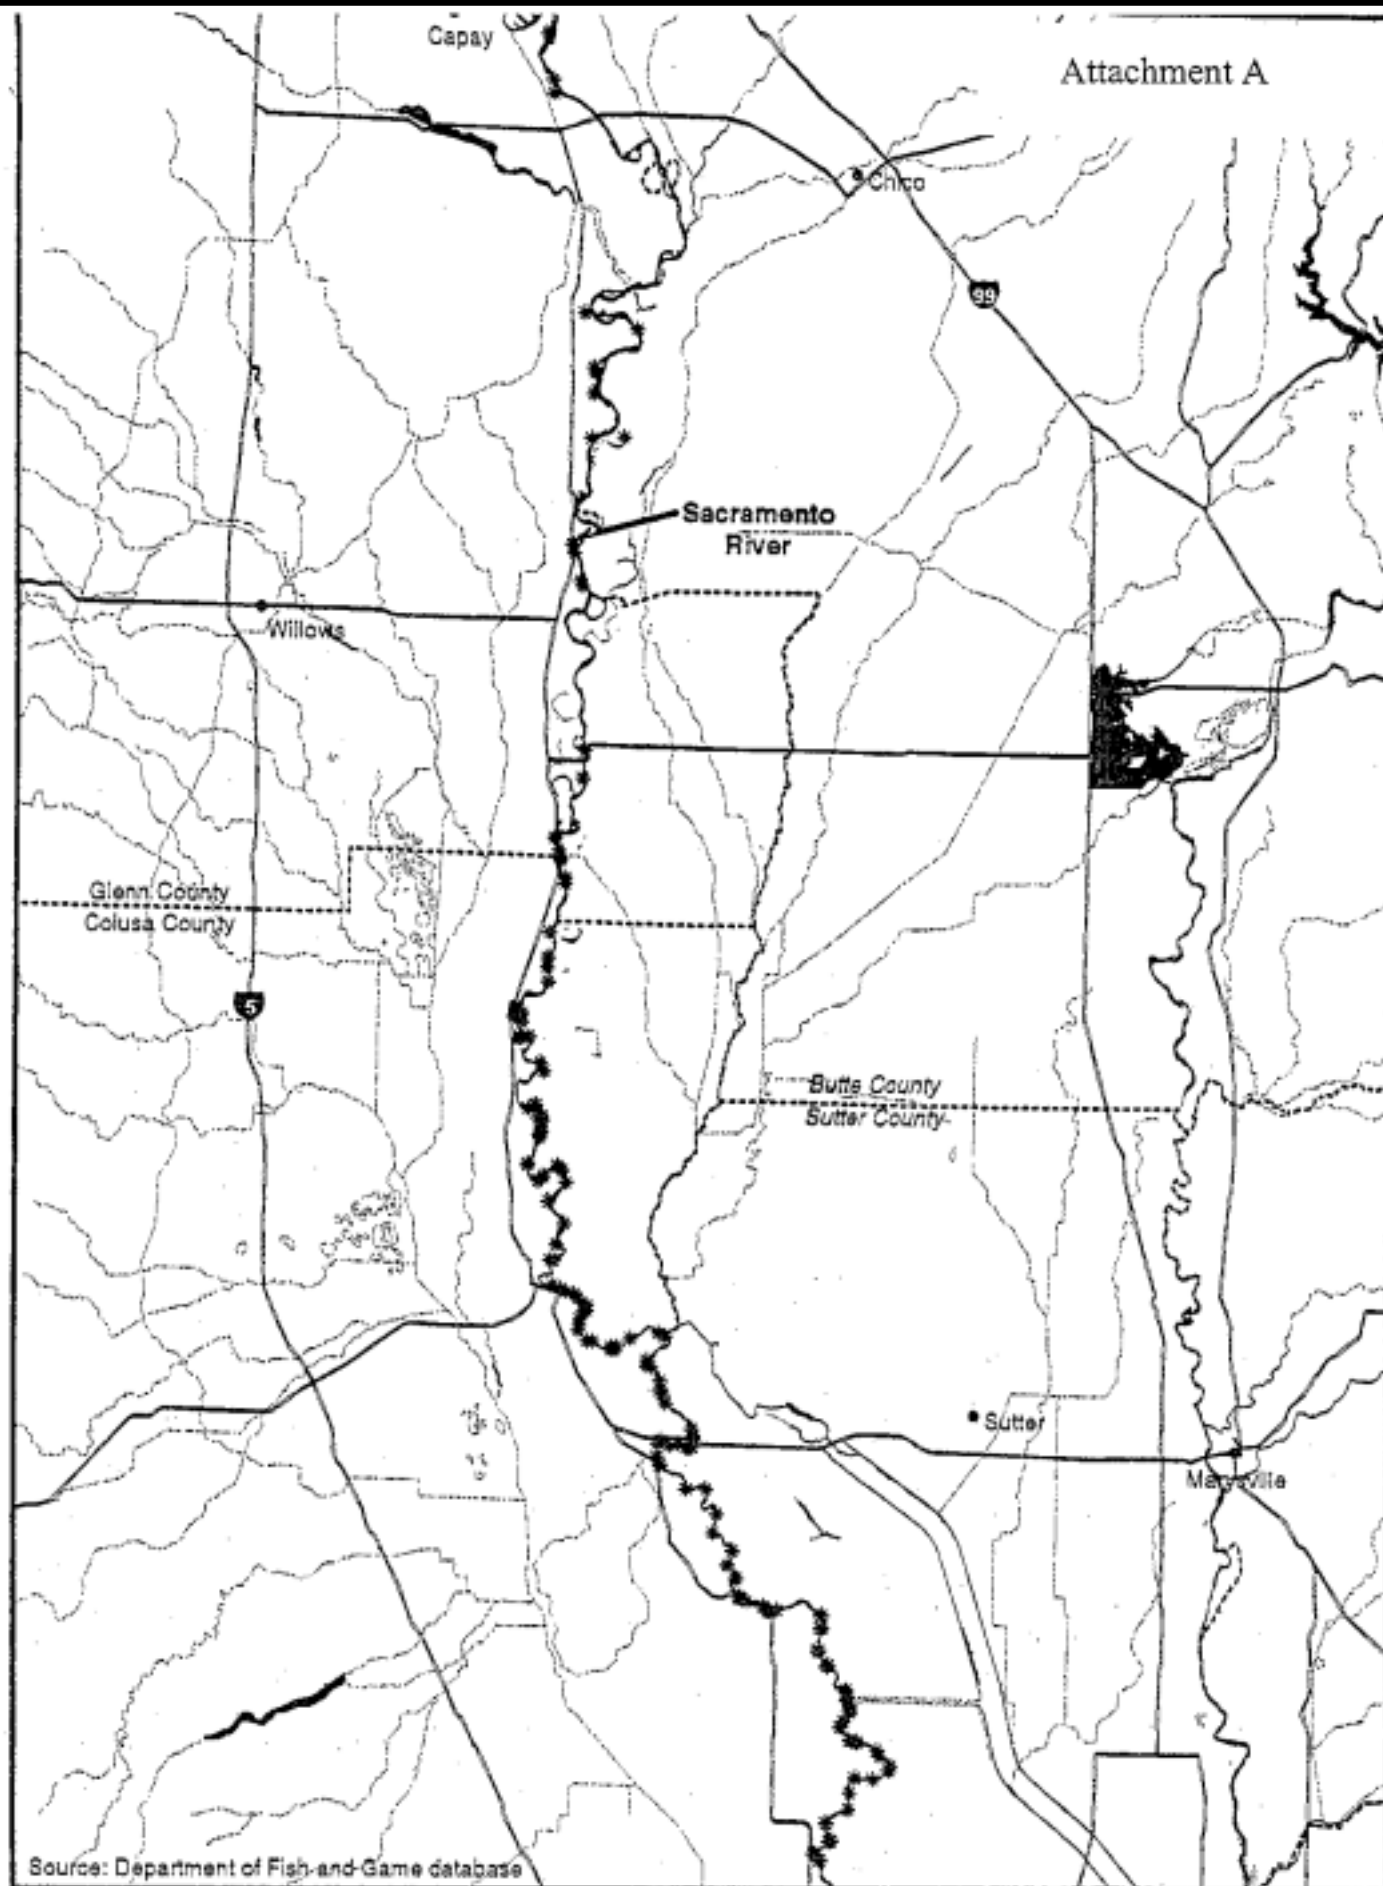 Capay
Attachment A
Chico
99
Sacramento
River
Willows
Glenn County
Colusa County
5
Butte County
Sutter County
Sutter
Marysville
Source: Department of Fish and Game database